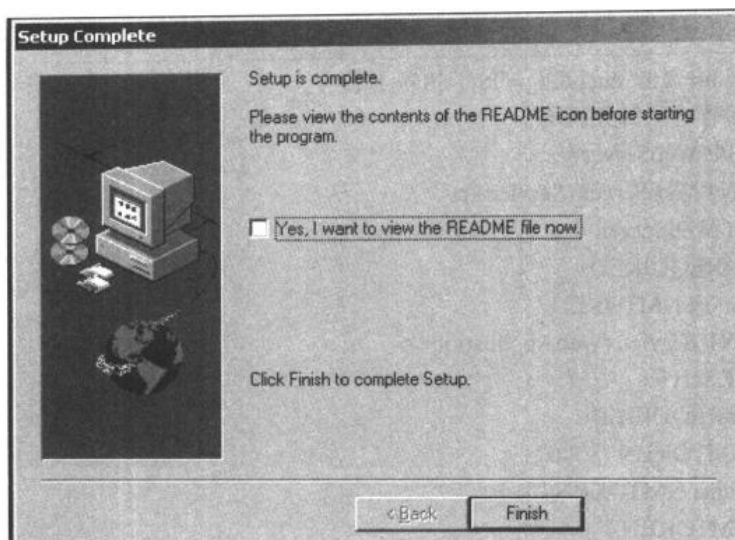 Setup Complete
Setup is complete.
Please view the contents of the README icon before starting
the program.
Yes, I want to view the README file now.
Click Finish to complete Setup.
< Back
Finish